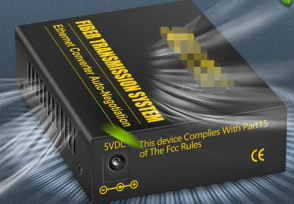 FIBER TRANSMISSION SYSTEM
Ethernet Converter Auto-Negotiation
5VDC
This device Complies With Part15
of The Fcc Rules
CE